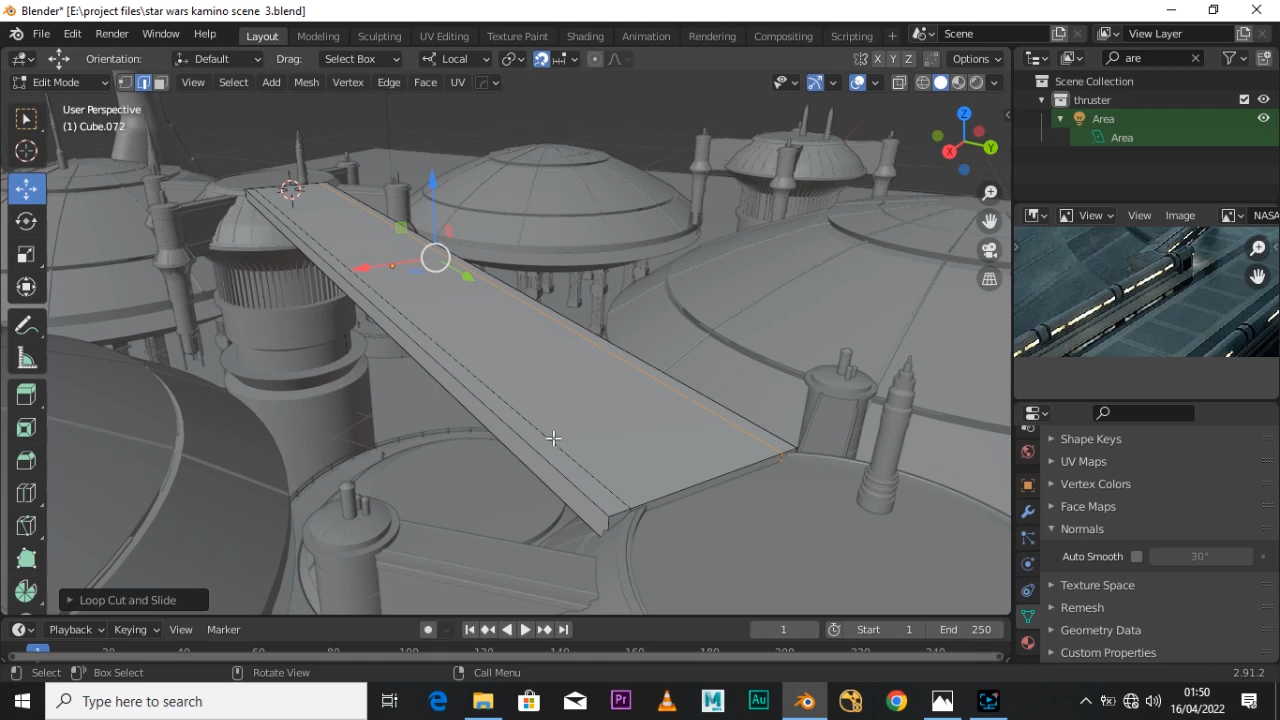 Blender* [E:\project files\star wars kamino scene  3.blend]
File Edit Render Window Help Layout Modeling Sculpting UV Editing Texture Paint Shading Animation Rendering Compositing Scripting + Scene View Layer
Orientation: Default Drag: Select Box Local X Y Z Options are
Edit Mode View Select Add Mesh Vertex Edge Face UV Scene Collection
thruster
Area
Area
User Perspective
(1) Cube.072
Z
Y
X
View View Image NASA
Shape Keys
UV Maps
Vertex Colors
Face Maps
Normals
Auto Smooth 30°
Texture Space
Remesh
Geometry Data
Custom Properties
Loop Cut and Slide
Playback Keying View Marker 1 Start 1 End 250
Select Box Select Rotate View Call Menu 2.91.2
Type here to search
Pr
M
Au
01:50
16/04/2022